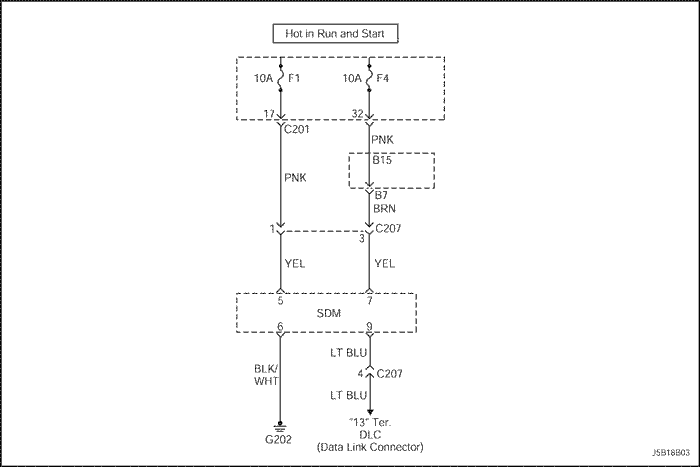 Hot in Run and Start
10A F1 10A F4
17 32
C201
PNK
B15
PNK
B7
BRN
1 C207
3
YEL YEL
5 7
SDM
6 9
LT BLU
BLK/
WHT
4 C207
LT BLU
G202
"13" Ter.
DLC
(Data Link Connector)
J5B18B03